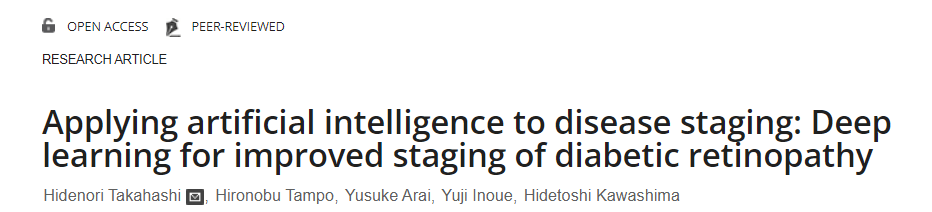 OPEN ACCESS PEER-REVIEWED
RESEARCH ARTICLE
Applying artificial intelligence to disease staging: Deep
learning for improved staging of diabetic retinopathy
Hidenori Takahashi, Hironobu Tampo, Yusuke Arai, Yuji Inoue, Hidetoshi Kawashima